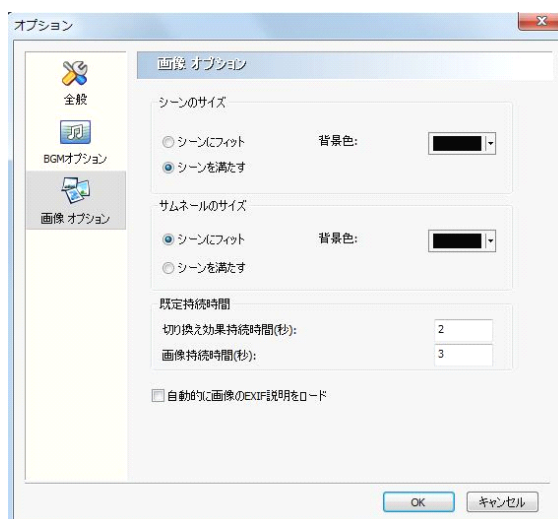 オプション
全般
BGMオプション
画像 オプション
画像 オプション
シーンのサイズ
シーンにフィット 背景色:
シーンを満たす
サムネールのサイズ
シーンにフィット 背景色:
シーンを満たす
既定持続時間
切り換え効果持続時間(秒): 2
画像持続時間(秒): 3
自動的に画像のEXIF説明をロード
OK キャンセル